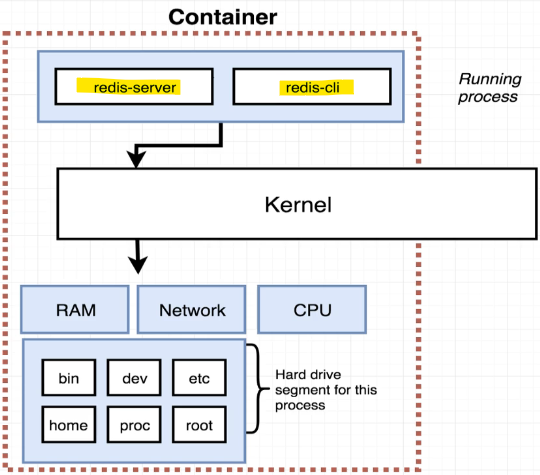 Container
redis-server
redis-cli
Running
process
Kernel
RAM
Network
CPU
bin
dev
etc
home
proc
root
Hard drive
segment for this
process